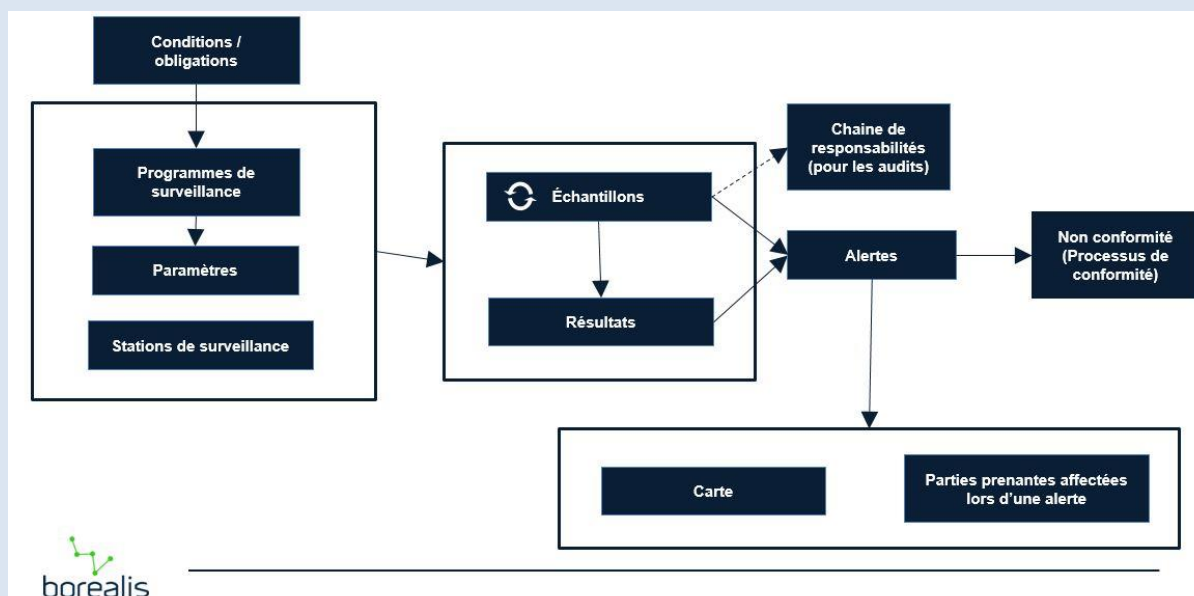 Conditions /
obligations
Programmes de
surveillance
Paramètres
Stations de surveillance
Échantillons
Résultats
Chaine de
responsabilités
(pour les audits)
Alertes
Non conformité
(Processus de
conformité)
Carte
Parties prenantes affectées
lors d'une alerte
borealis